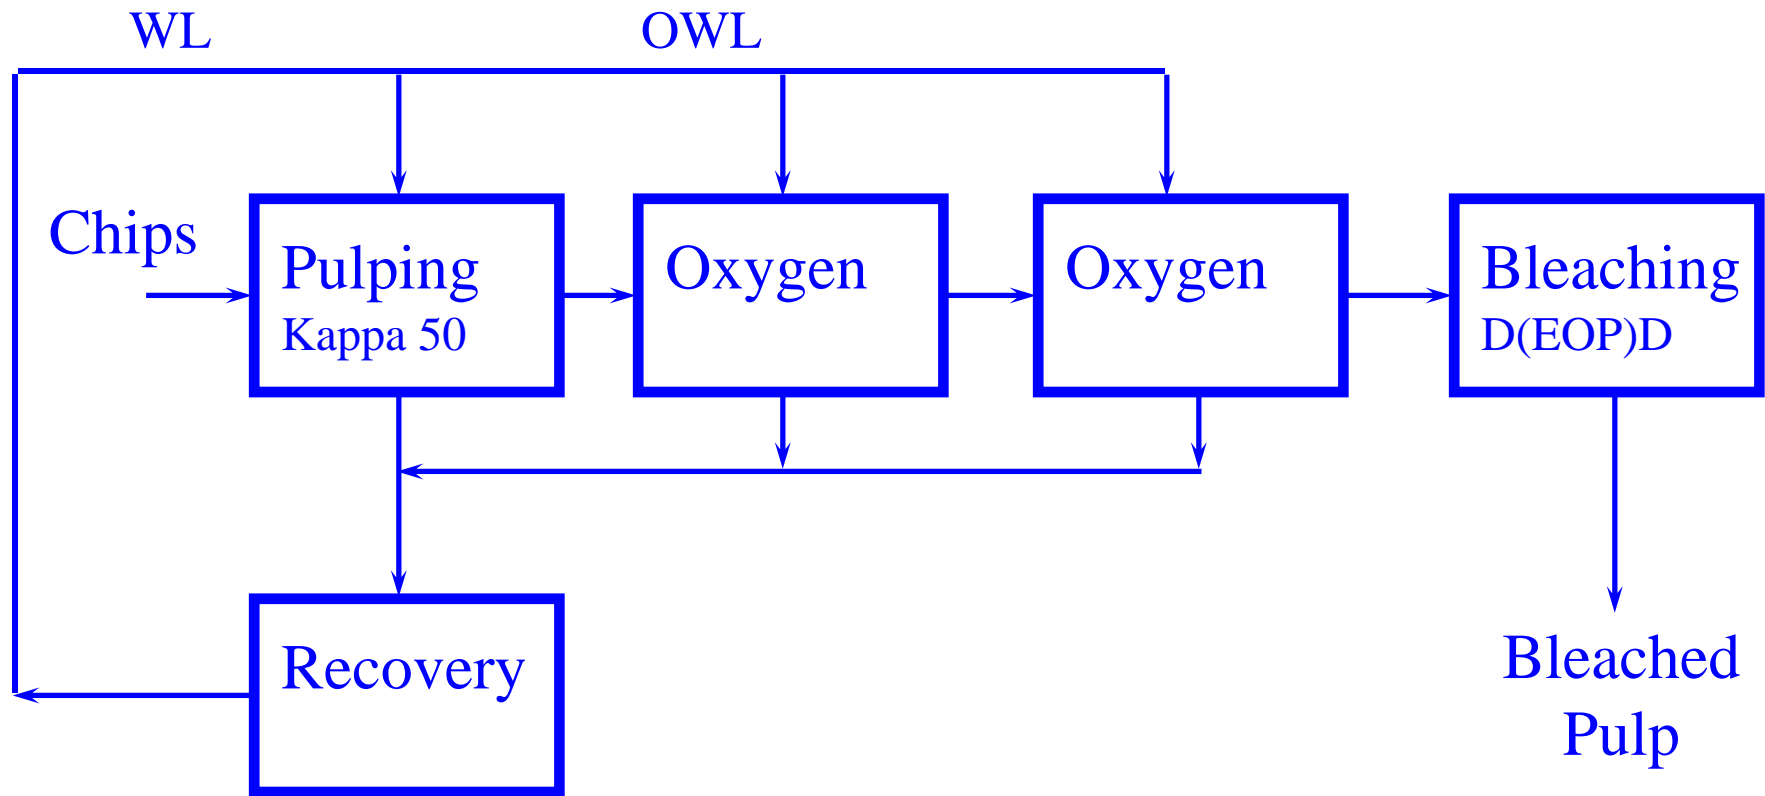 WL
OWL
Chips
Pulping
Kappa 50
Oxygen
Oxygen
Bleaching
D(EOP)D
Recovery
Bleached
Pulp